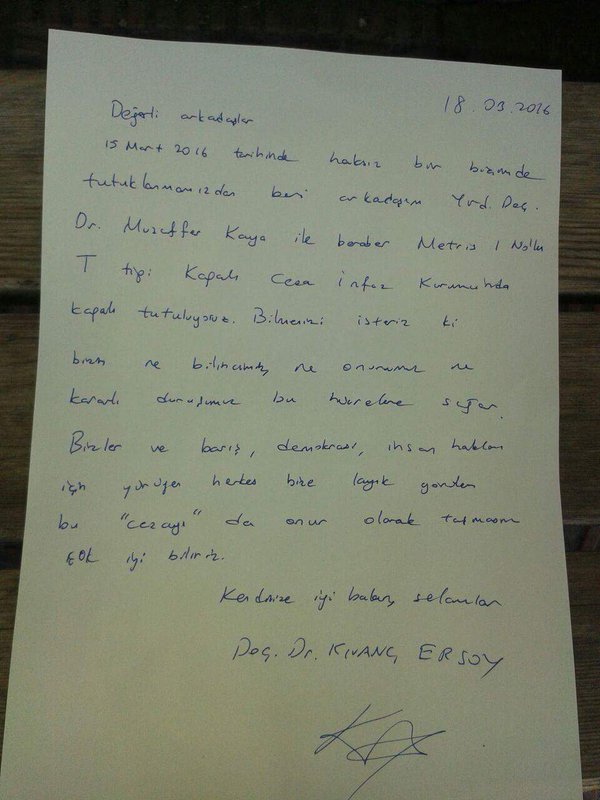 18.03.2016
Değerli arkadaşlar
15 Mart 2016 tarihinde haksız bir biçimde
tutuklanmamızdan beri arkadaşım Yrd. Doç.
Dr. Muzaffer Kaya ile beraber Metris 1 Nolu
T tipi Kapalı Ceza İnfaz Kurumu'nda
kapalı tutuluyoruz. Bilmenizi isteriz ki
bizim ne bilincimiz, ne onurumuz ne
kararlı duruşumuz bu hücrelere sığar.
Bizler ve barış, demokrasi, insan hakları
için yürüyen herkes bize layık görülen
bu "cezayı" da onur olarak taşımasını
çok iyi biliriz.
Kendinize iyi bakın, selamlar
Doç. Dr. KIVANÇ ERSOY